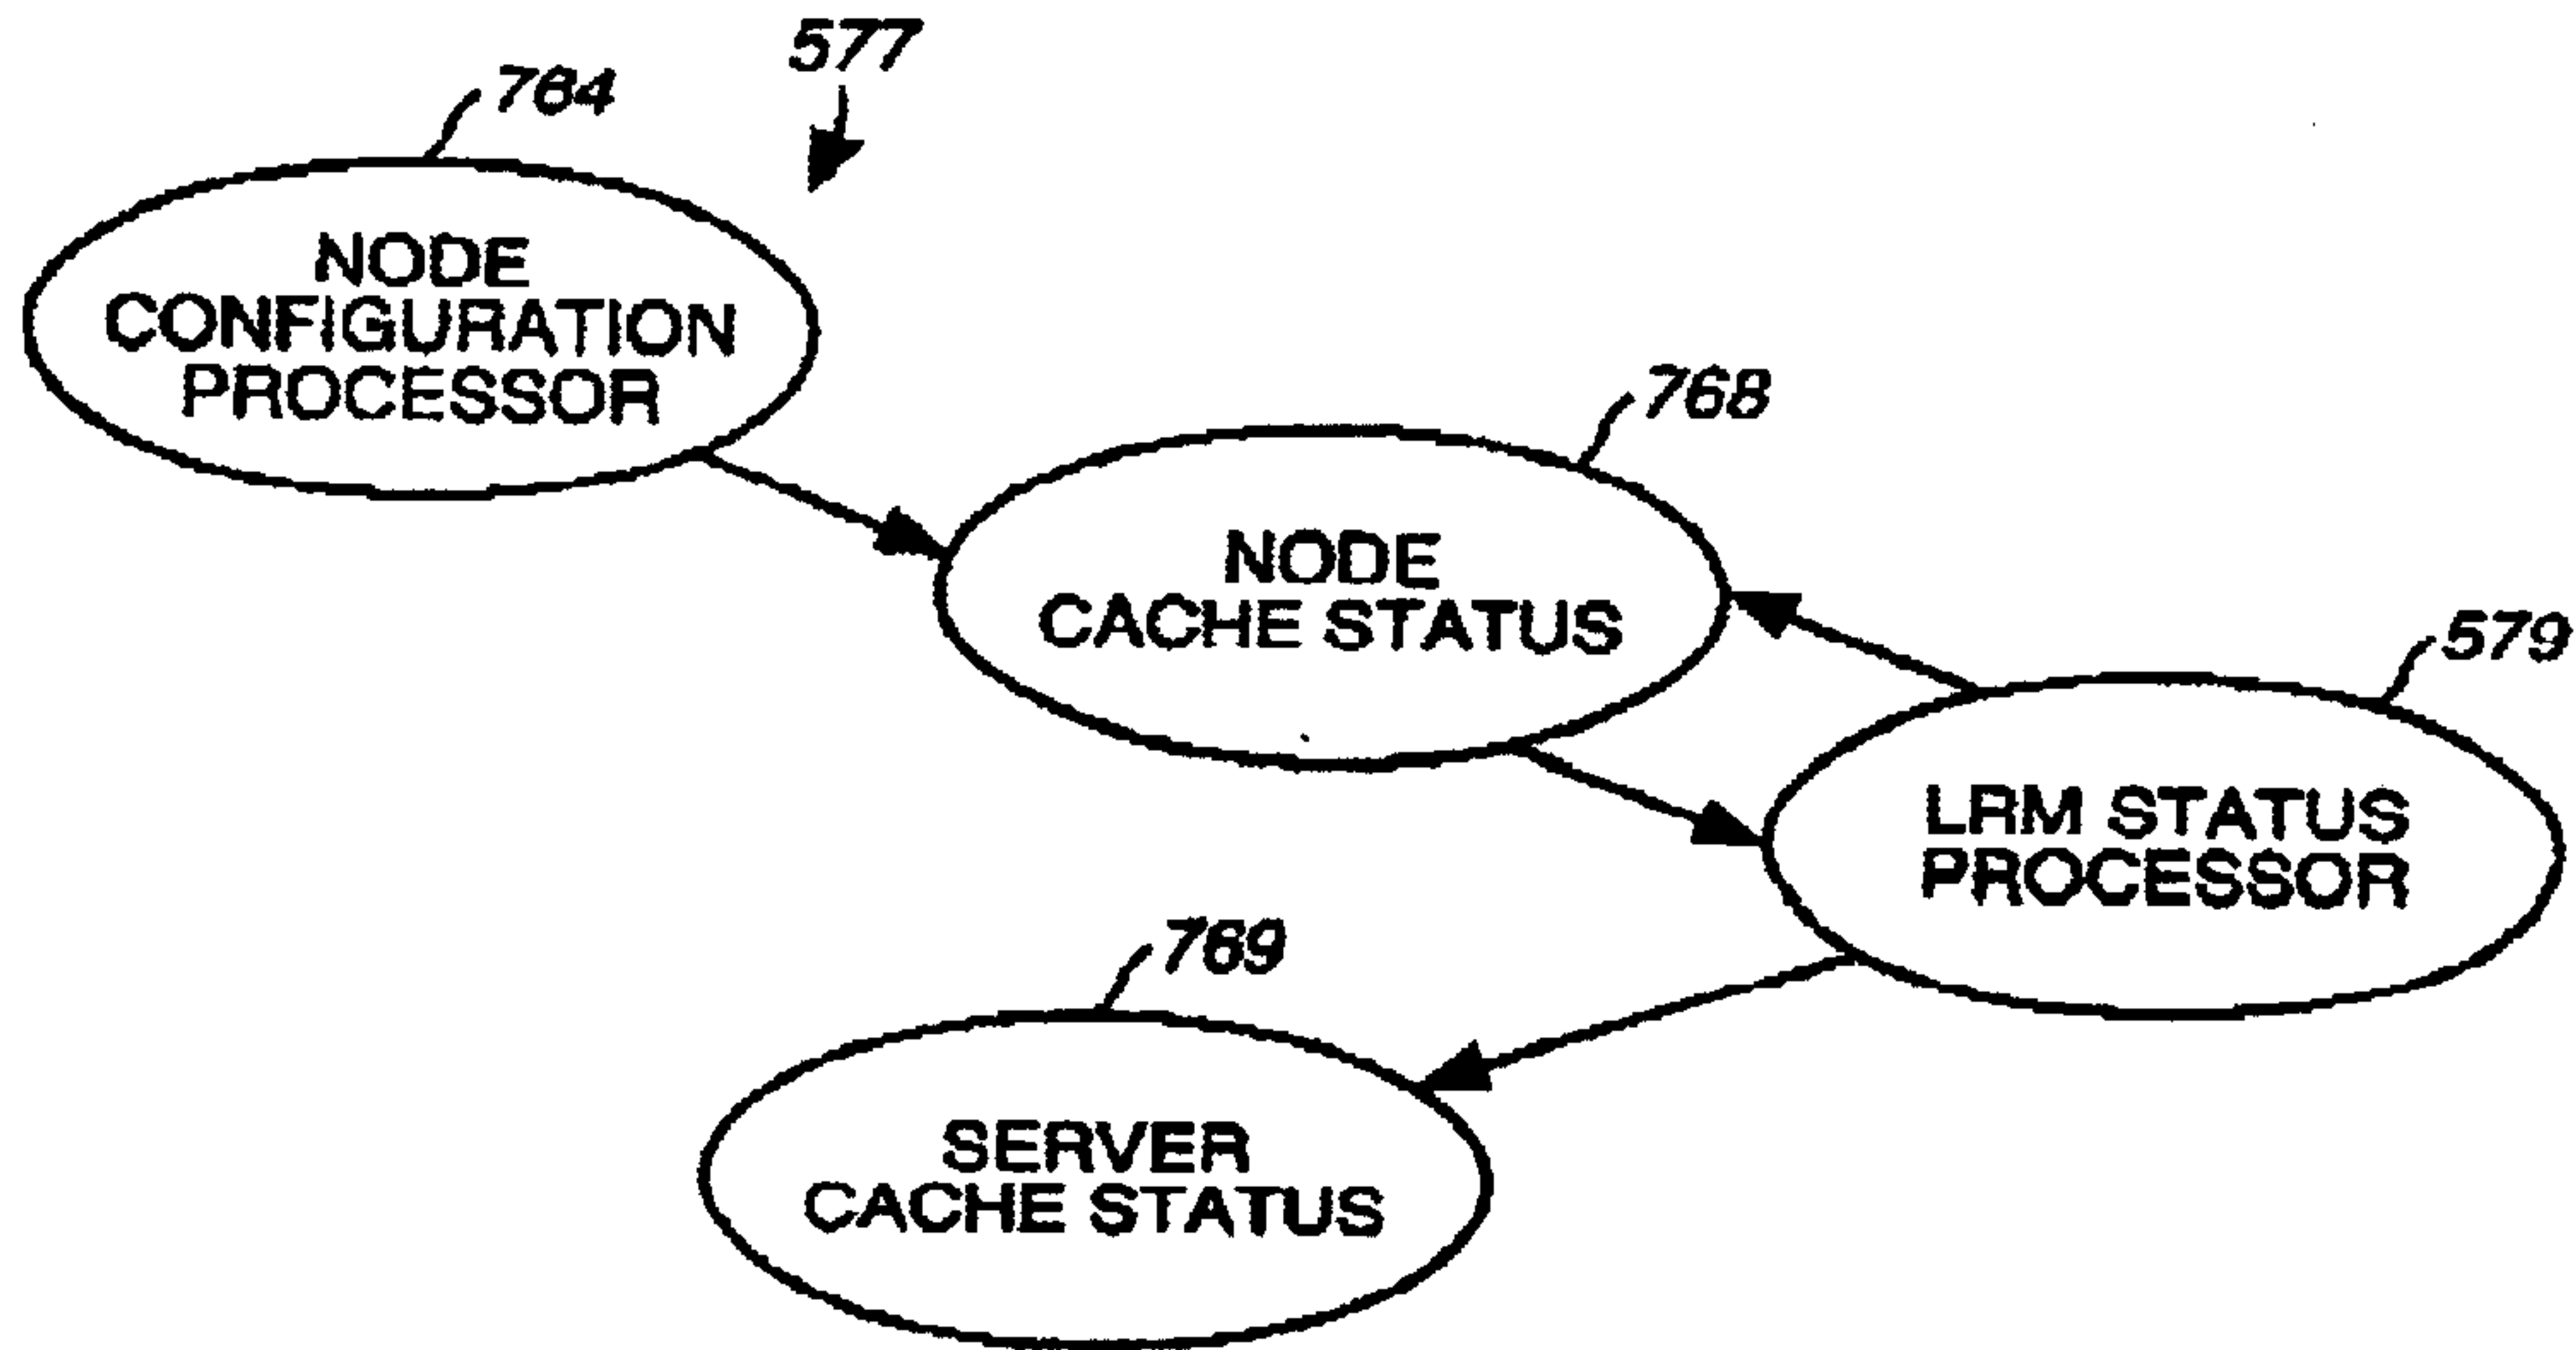 577
764
NODE
CONFIGURATION
PROCESSOR
768
NODE
CACHE STATUS
579
LRM STATUS
PROCESSOR
769
SERVER
CACHE STATUS